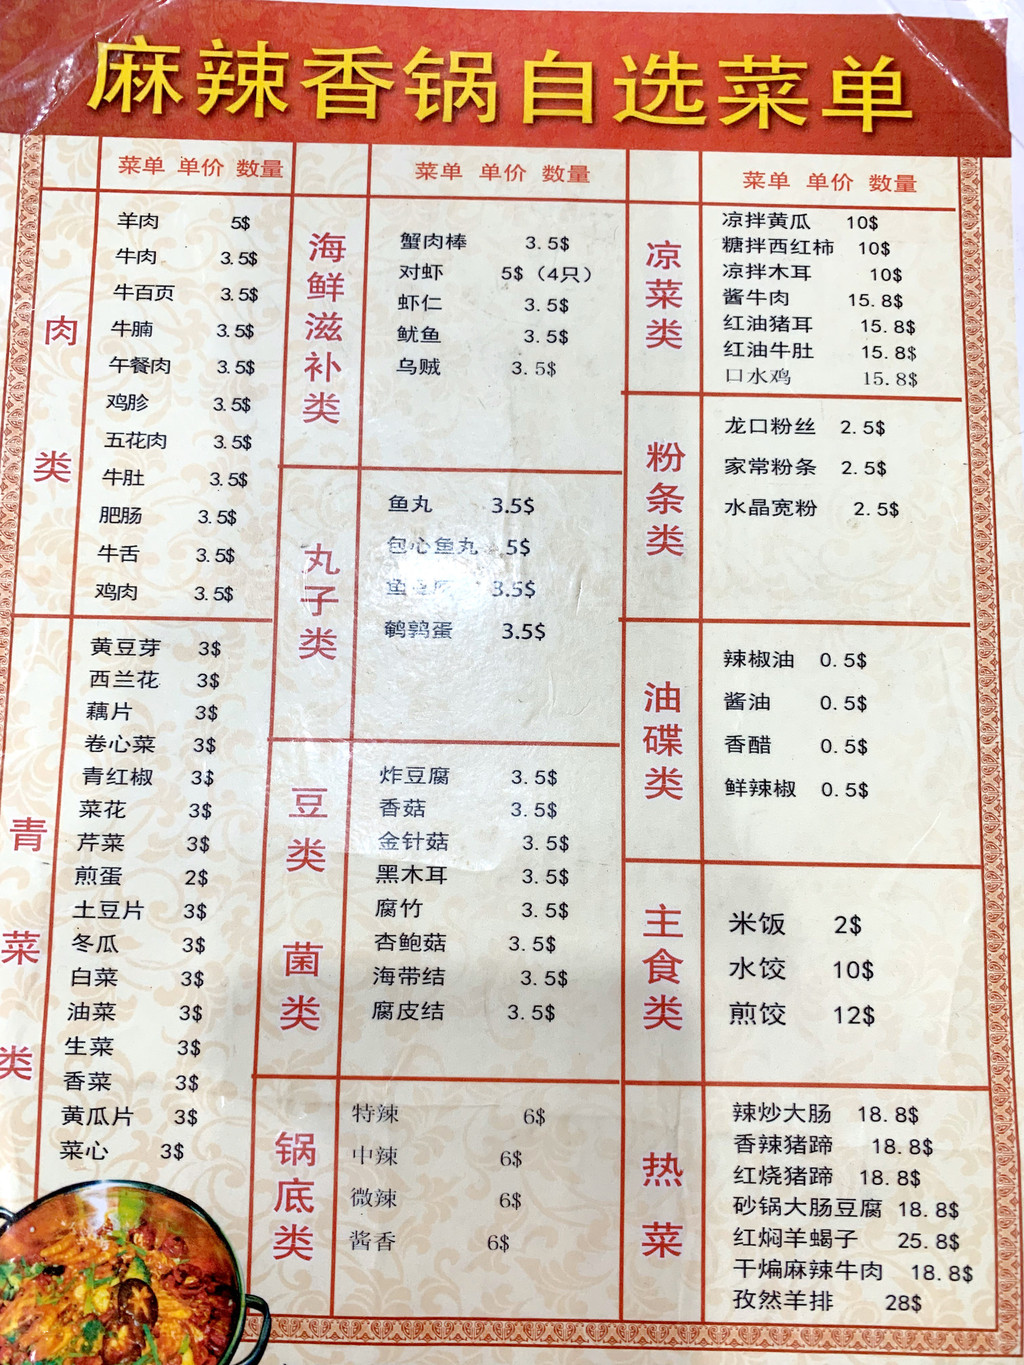 麻辣香锅自选菜单
菜单 单价 数量
肉类
羊肉 5$
牛肉 3.5$
牛百页 3.5$
牛腩 3.5$
午餐肉 3.5$
鸡胗 3.5$
五花肉 3.5$
牛肚 3.5$
肥肠 3.5$
牛舌 3.5$
鸡肉 3.5$
青菜类
黄豆芽 3$
西兰花 3$
藕片 3$
卷心菜 3$
青红椒 3$
菜花 3$
芹菜 3$
煎蛋 2$
土豆片 3$
冬瓜 3$
白菜 3$
油菜 3$
生菜 3$
香菜 3$
黄瓜片 3$
菜心 3$
菜单 单价 数量
海鲜滋补类
蟹肉棒 3.5$
对虾 5$（4只）
虾仁 3.5$
鱿鱼 3.5$
乌贼 3.5$
丸子类
鱼丸 3.5$
包心鱼丸 5$
鱼 3.5$
鹌鹑蛋 3.5$
豆类 菌类
炸豆腐 3.5$
香菇 3.5$
金针菇 3.5$
黑木耳 3.5$
腐竹 3.5$
杏鲍菇 3.5$
海带结 3.5$
腐皮结 3.5$
锅底类
特辣 6$
中辣 6$
微辣 6$
酱香 6$
菜单 单价 数量
凉菜类
凉拌黄瓜 10$
糖拌西红柿 10$
凉拌木耳 10$
酱牛肉 15.8$
红油猪耳 15.8$
红油牛肚 15.8$
口水鸡 15.8$
粉条类
龙口粉丝 2.5$
家常粉条 2.5$
水晶宽粉 2.5$
油碟类
辣椒油 0.5$
酱油 0.5$
香醋 0.5$
鲜辣椒 0.5$
主食类
米饭 2$
水饺 10$
煎饺 12$
热菜
辣炒大肠 18.8$
香辣猪蹄 18.8$
红烧猪蹄 18.8$
砂锅大肠豆腐 18.8$
红焖羊蝎子 25.8$
干煸麻辣牛肉 18.8$
孜然羊排 28$